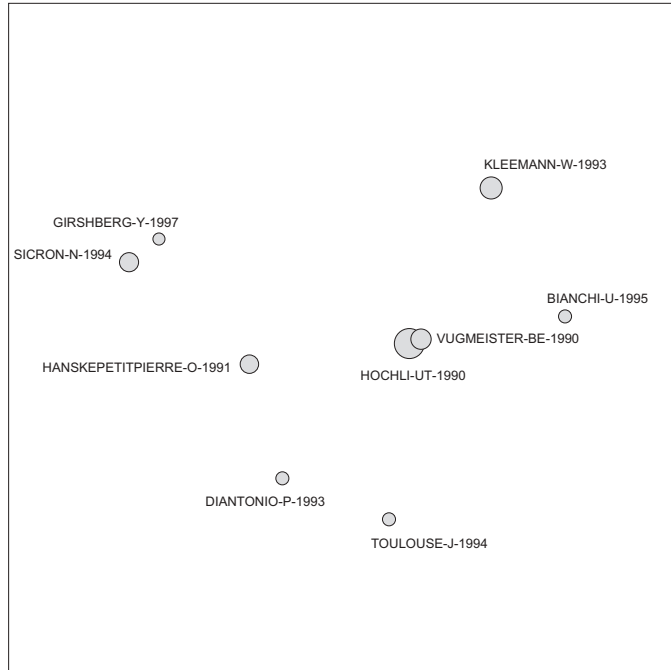 KLEEMANN-W-1993
GIRSHBERG-Y-1997
SICRON-N-1994
BIANCHI-U-1995
VUGMEISTER-BE-1990
HANSKEPETITPIERRE-O-1991
HOCHLI-UT-1990
DIANTONIO-P-1993
TOULOUSE-J-1994